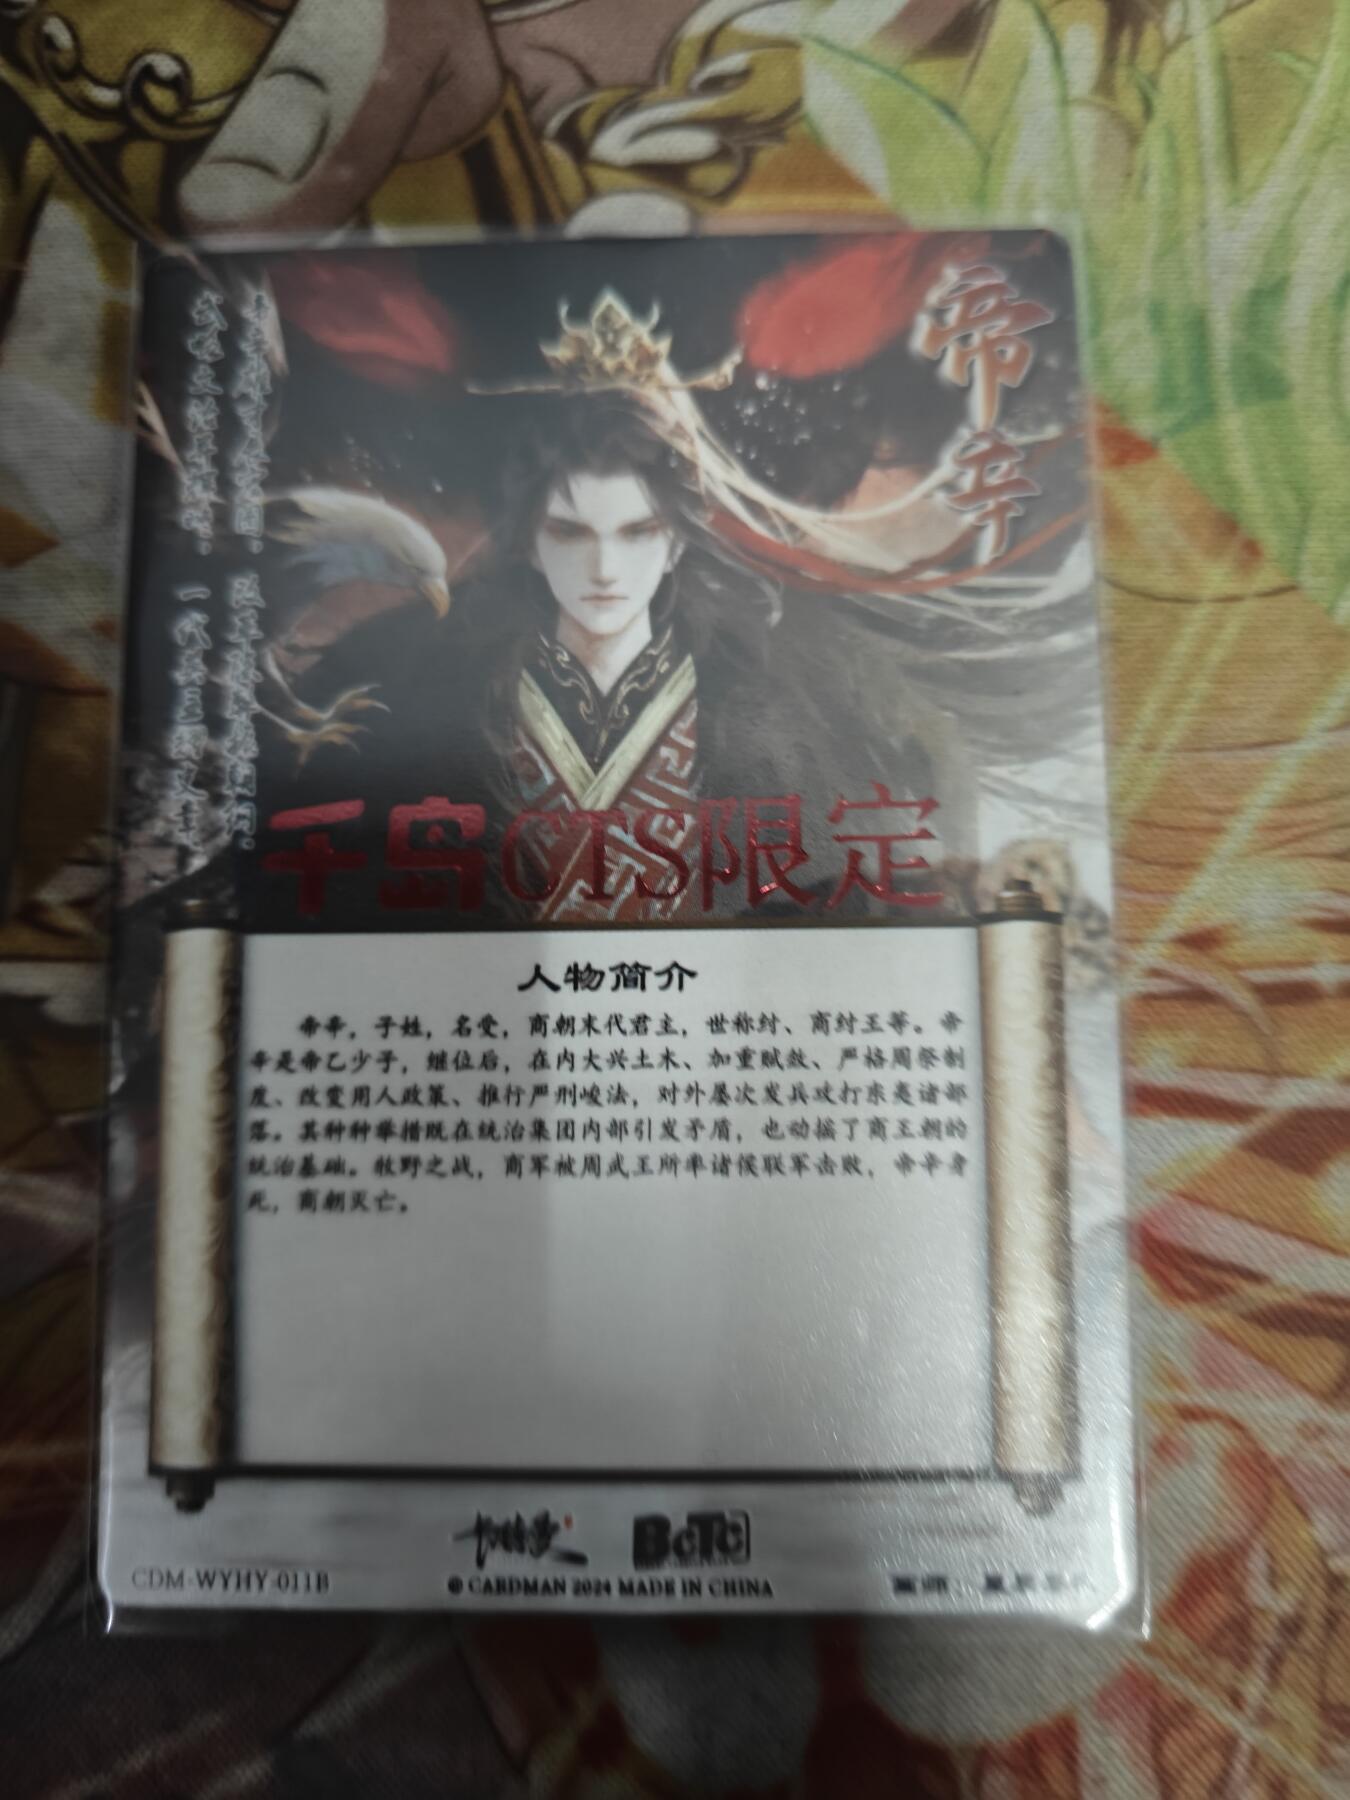 帝辛
千岛CTS限定
人物简介
帝辛，子姓，名受，商朝末代君主，世称纣、商纣王等。帝
辛是帝乙少子，继位后，在内大兴土木、加重赋敛、严格周祭制
度、改变用人政策、推行严刑峻法，对外屡次发兵攻打东夷诸部
落。其种种举措既在统治集团内部引发矛盾，也动摇了商王朝的
统治基础。牧野之战，商军被周武王所率诸侯联军击败，帝辛身
死，商朝灭亡。
卡特曼
BCTC
CDM-WYHY-011B
© CARDMAN 2024 MADE IN CHINA
画师